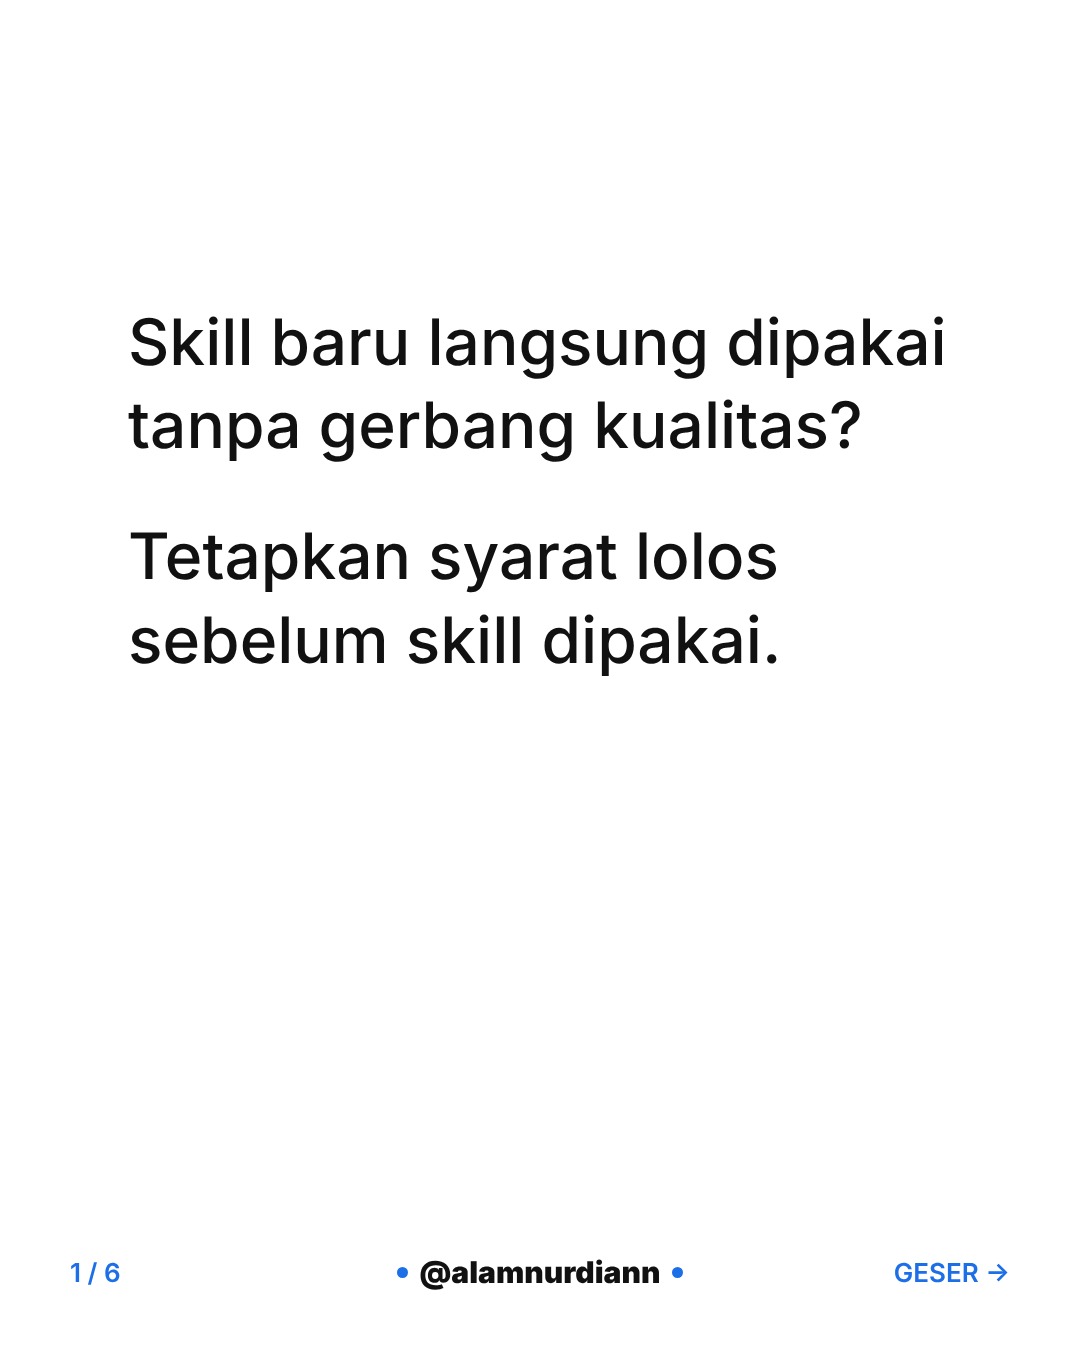 Skill baru langsung dipakai
tanpa gerbang kualitas?
Tetapkan syarat lolos
sebelum skill dipakai.
1 / 6
• @alamnurdiann •
GESER →